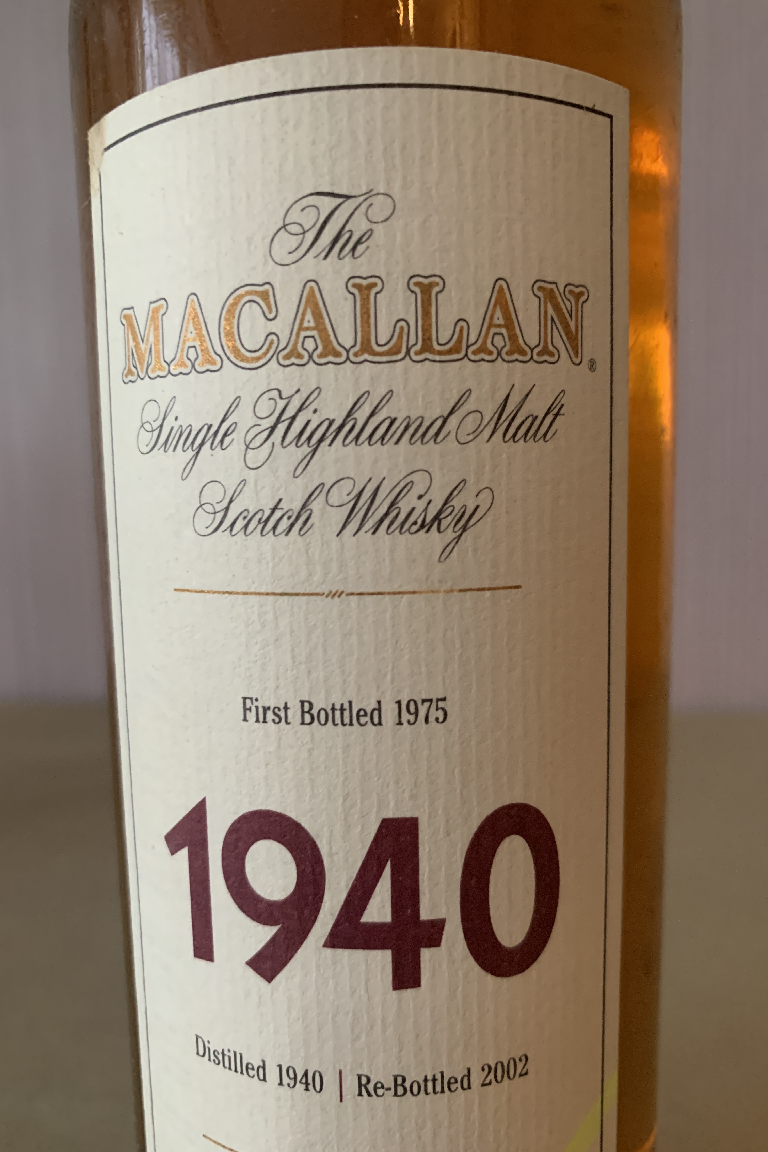 The
MACALLAN®
Single Highland Malt
Scotch Whisky
First Bottled 1975
1940
Distilled 1940 | Re-Bottled 2002